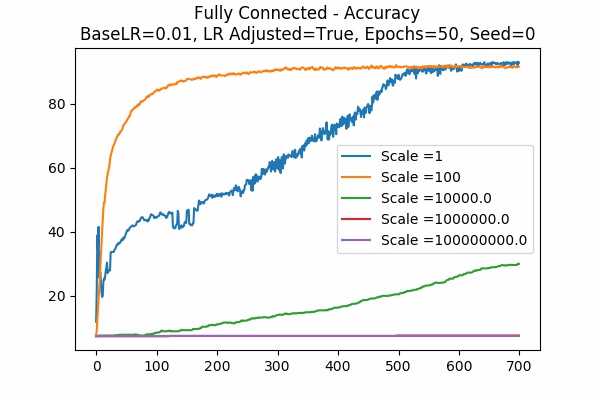 Fully Connected - Accuracy
BaseLR=0.01, LR Adjusted=True, Epochs=50, Seed=0
80
60
40
20
Scale =1
Scale =100
Scale =10000.0
Scale =1000000.0
Scale =100000000.0
0 100 200 300 400 500 600 700